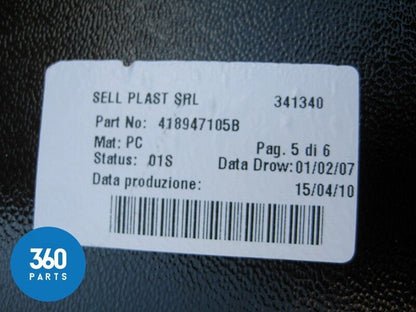 SELL PLAST SRL 341340
Part No: 418947105B
Mat: PC Pag. 5 di 6
Status: 01S Data Drow: 01/02/07
Data produzione: 15/04/10
360
PARTS